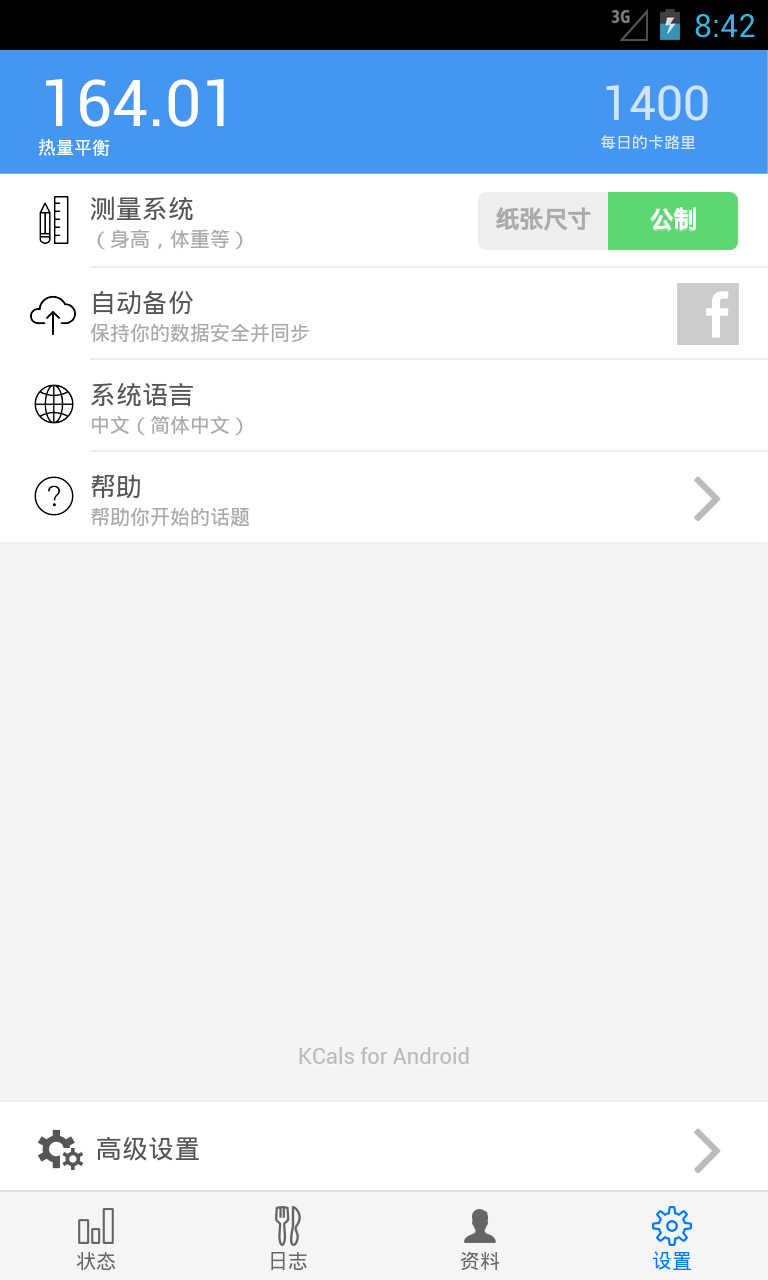 3G 8:42
164.01 1400
热量平衡 每日的卡路里
测量系统
（身高，体重等）
纸张尺寸 公制
自动备份
保持你的数据安全并同步
系统语言
中文（简体中文）
帮助
帮助你开始的话题
KCals for Android
高级设置
状态 日志 资料 设置